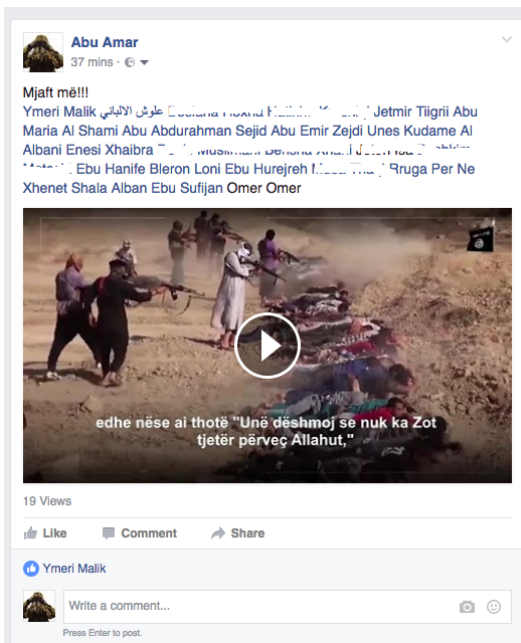 Abu Amar
37 mins ·
Mjaft më!!!
Ymeri Malik علوش الالباني Jetmir Tiigrii Abu
Maria Al Shami Abu Abdurahman Sejid Abu Emir Zejdi Unes Kudame Al
Albani Enesi Xhaibra
Ebu Hanife Bleron Loni Ebu Hurejreh Rruga Per Ne
Xhenet Shala Alban Ebu Sufijan Omer Omer
edhe nëse ai thotë "Unë dëshmoj se nuk ka Zot
tjetër përveç Allahut,"
19 Views
Like Comment Share
Ymeri Malik
Write a comment...
Press Enter to post.